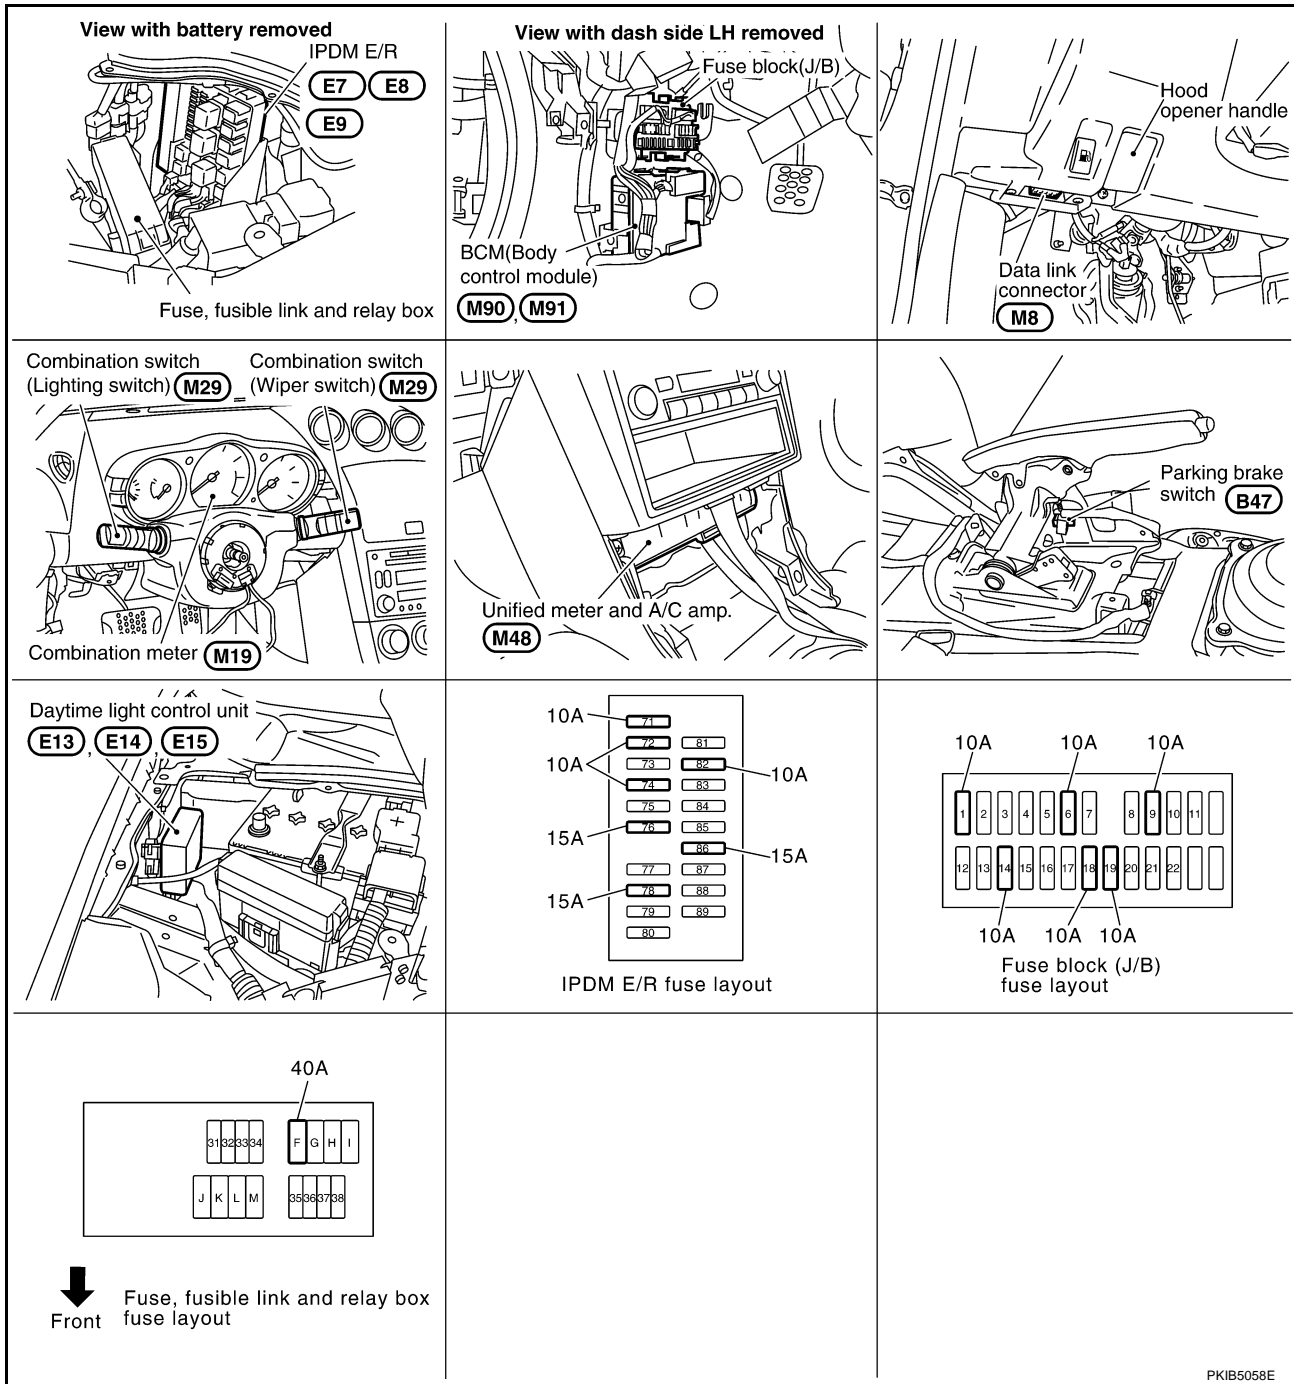 View with battery removed
IPDM E/R
E7 E8
E9
Fuse, fusible link and relay box
View with dash side LH removed
Fuse block(J/B)
BCM(Body
control module)
M90 , M91
Hood
opener handle
Data link
connector
M8
Combination switch
(Lighting switch) M29
Combination switch
(Wiper switch) M29
Combination meter M19
Unified meter and A/C amp.
M48
Parking brake
switch B47
Daytime light control unit
E13 , E14 , E15
10A 71
10A 72 81
73 82 10A
74 83
75 84
15A 76 85
86 15A
77 87
15A 78 88
79 89
80
IPDM E/R fuse layout
10A 10A 10A
1 2 3 4 5 6 7 8 9 10 11
12 13 14 15 16 17 18 19 20 21 22
10A 10A 10A
Fuse block (J/B)
fuse layout
40A
31 32 33 34 F G H I
J K L M 35 36 37 38
Front
Fuse, fusible link and relay box
fuse layout
PKIB5058E